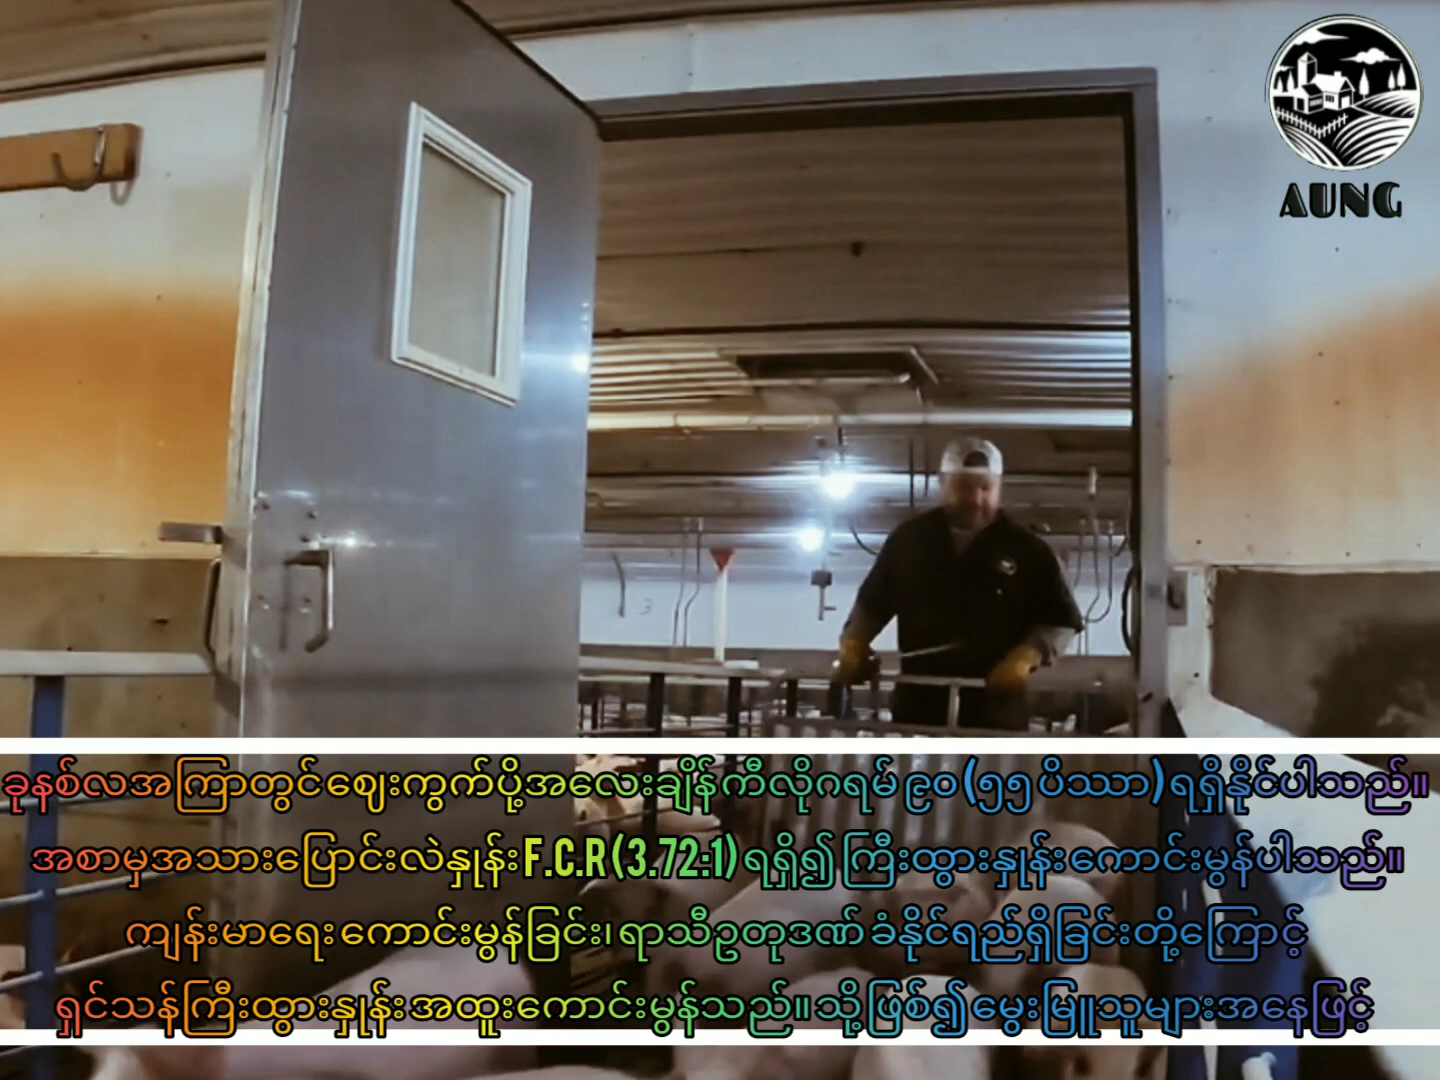 AUNG
ခုနစ်လအကြာတွင်ဈေးကွက်ပို့အလေးချိန်ကီလိုဂရမ် ၉၀ (၅၅ ပိဿာ) ရရှိနိုင်ပါသည်။
အစာမှအသားပြောင်းလဲနှုန်း F.C.R (3.72:1) ရရှိ၍ ကြီးထွားနှုန်းကောင်းမွန်ပါသည်။
ကျန်းမာရေး ကောင်းမွန်ခြင်း၊ ရာသီဥတုဒဏ် ခံနိုင်ရည်ရှိခြင်းတို့ကြောင့်
ရှင်သန်ကြီးထွားနှုန်း အထူးကောင်းမွန်သည်။ သို့ဖြစ်၍ မွေးမြူသူများအနေဖြင့်